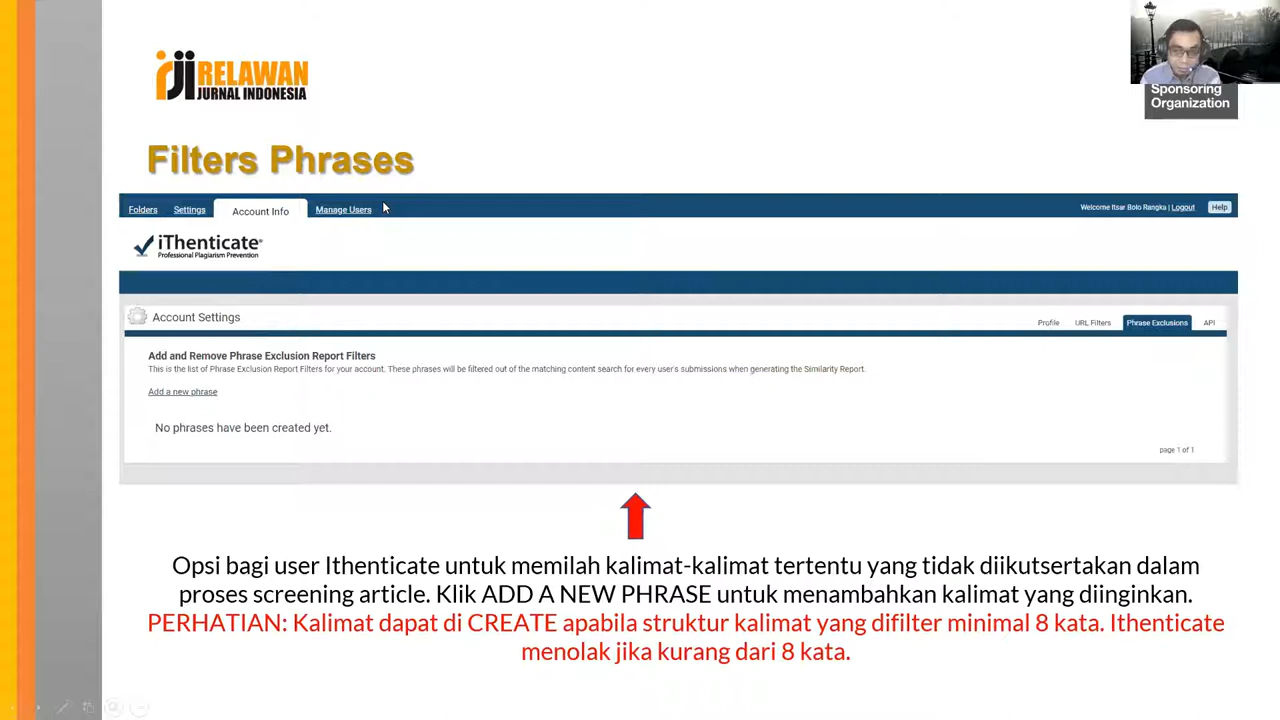 RELAWAN
JURNAL INDONESIA
Sponsoring
Organization
Filters Phrases
Folders Settings Account Info Manage Users Welcome Itsar Bolo Rangka | Logout Help
iThenticate®
Professional Plagiarism Prevention
Account Settings Profile URL Filters Phrase Exclusions API
Add and Remove Phrase Exclusion Report Filters
This is the list of Phrase Exclusion Report Filters for your account. These phrases will be filtered out of the matching content search for every user's submissions when generating the Similarity Report.
Add a new phrase
No phrases have been created yet.
page 1 of 1
Opsi bagi user Ithenticate untuk memilah kalimat-kalimat tertentu yang tidak diikutsertakan dalam
proses screening article. Klik ADD A NEW PHRASE untuk menambahkan kalimat yang diinginkan.
PERHATIAN: Kalimat dapat di CREATE apabila struktur kalimat yang difilter minimal 8 kata. Ithenticate
menolak jika kurang dari 8 kata.